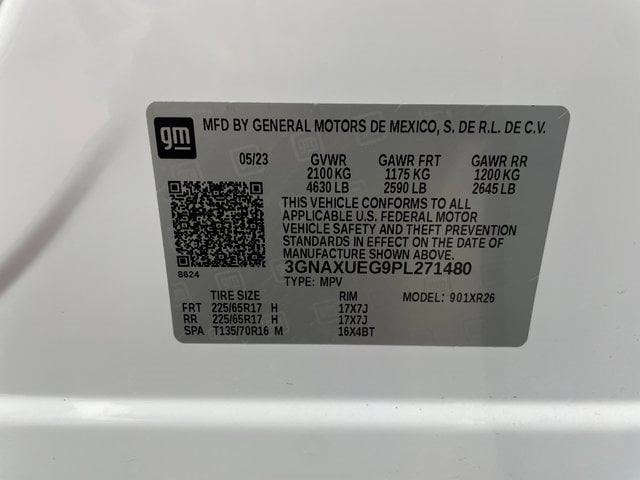 gm MFD BY GENERAL MOTORS DE MEXICO, S. DE R.L. DE C.V.
05/23 GVWR GAWR FRT GAWR RR
2100 KG 1175 KG 1200 KG
4630 LB 2590 LB 2645 LB
THIS VEHICLE CONFORMS TO ALL
APPLICABLE U.S. FEDERAL MOTOR
VEHICLE SAFETY AND THEFT PREVENTION
STANDARDS IN EFFECT ON THE DATE OF
MANUFACTURE SHOWN ABOVE.
8624 3GNAXUEG9PL271480
TYPE: MPV
TIRE SIZE RIM MODEL: 901XR26
FRT 225/65R17 H 17X7J
RR 225/65R17 H 17X7J
SPA T135/70R16 M 16X4BT